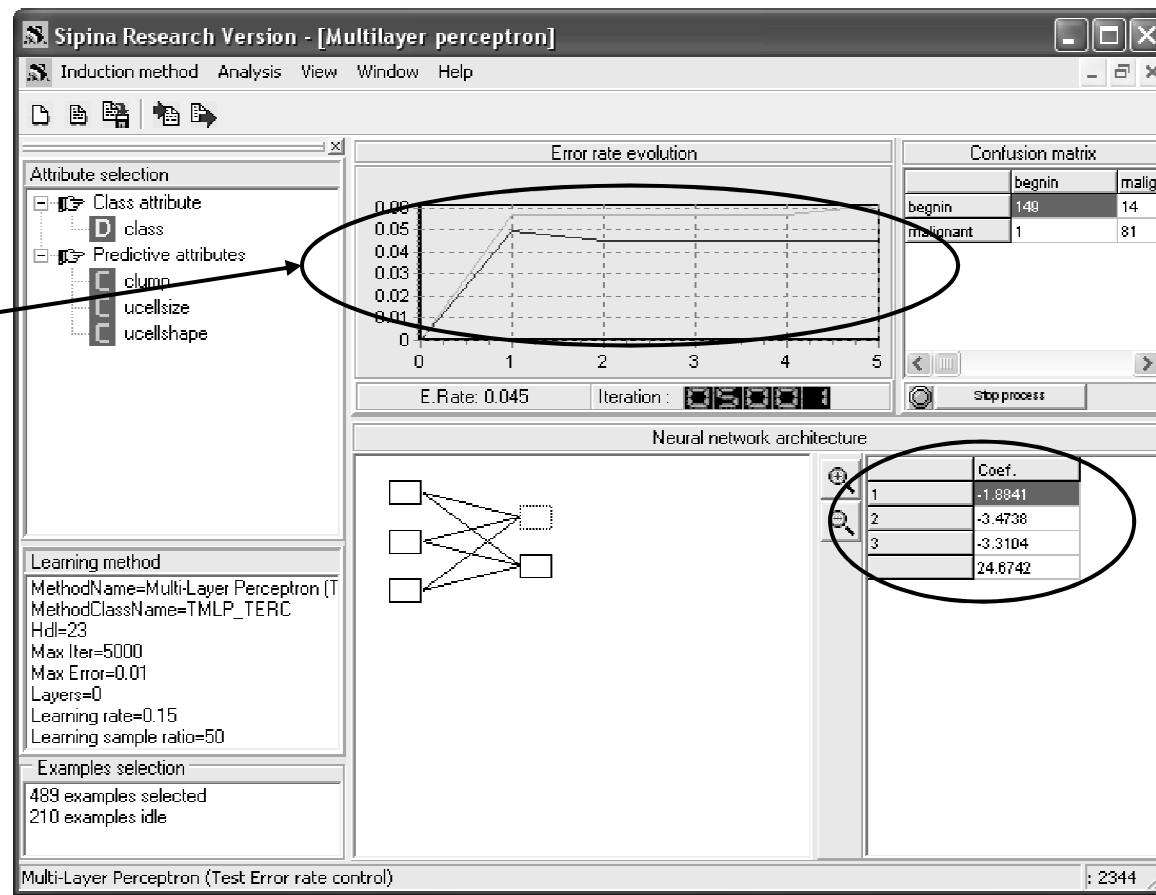 Sipina Research Version - [Multilayer perceptron]
Induction method Analysis View Window Help
Attribute selection
Class attribute
D class
Predictive attributes
C clump
C ucellsize
C ucellshape
Learning method
MethodName=Multi-Layer Perceptron (T
MethodClassName=TMLP_TERC
Hdl=23
Max Iter=5000
Max Error=0.01
Layers=0
Learning rate=0.15
Learning sample ratio=50
Examples selection
489 examples selected
210 examples idle
Error rate evolution
0.06
0.05
0.04
0.03
0.02
0.01
0
0 1 2 3 4 5
E.Rate: 0.045 Iteration :
Confusion matrix
begnin malig
begnin 149 14
malignant 1 81
Stop process
Neural network architecture
Coef.
1 -1.8841
2 -3.4738
3 -3.3104
24.6742
Multi-Layer Perceptron (Test Error rate control) : 2344